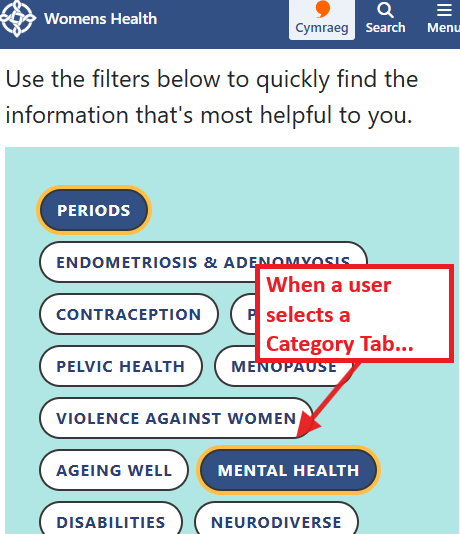 Womens Health
Cymraeg
Search
Menu
Use the filters below to quickly find the
information that's most helpful to you.
PERIODS
ENDOMETRIOSIS & ADENOMYOSIS
When a user
selects a
Category Tab...
CONTRACEPTION
PELVIC HEALTH
MENOPAUSE
VIOLENCE AGAINST WOMEN
AGEING WELL
MENTAL HEALTH
DISABILITIES
NEURODIVERSE